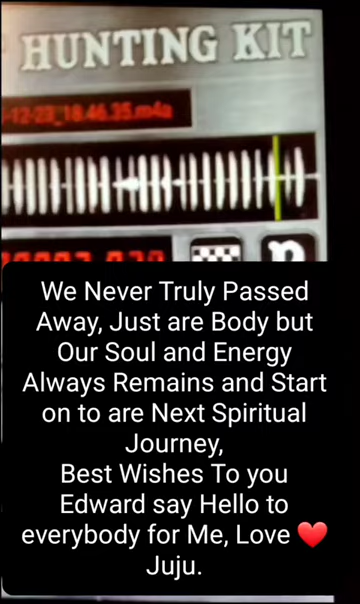 HUNTING KIT
-12-23_18.46.35.m4a
We Never Truly Passed
Away, Just are Body but
Our Soul and Energy
Always Remains and Start
on to are Next Spiritual
Journey,
Best Wishes To you
Edward say Hello to
everybody for Me, Love ❤️
Juju.